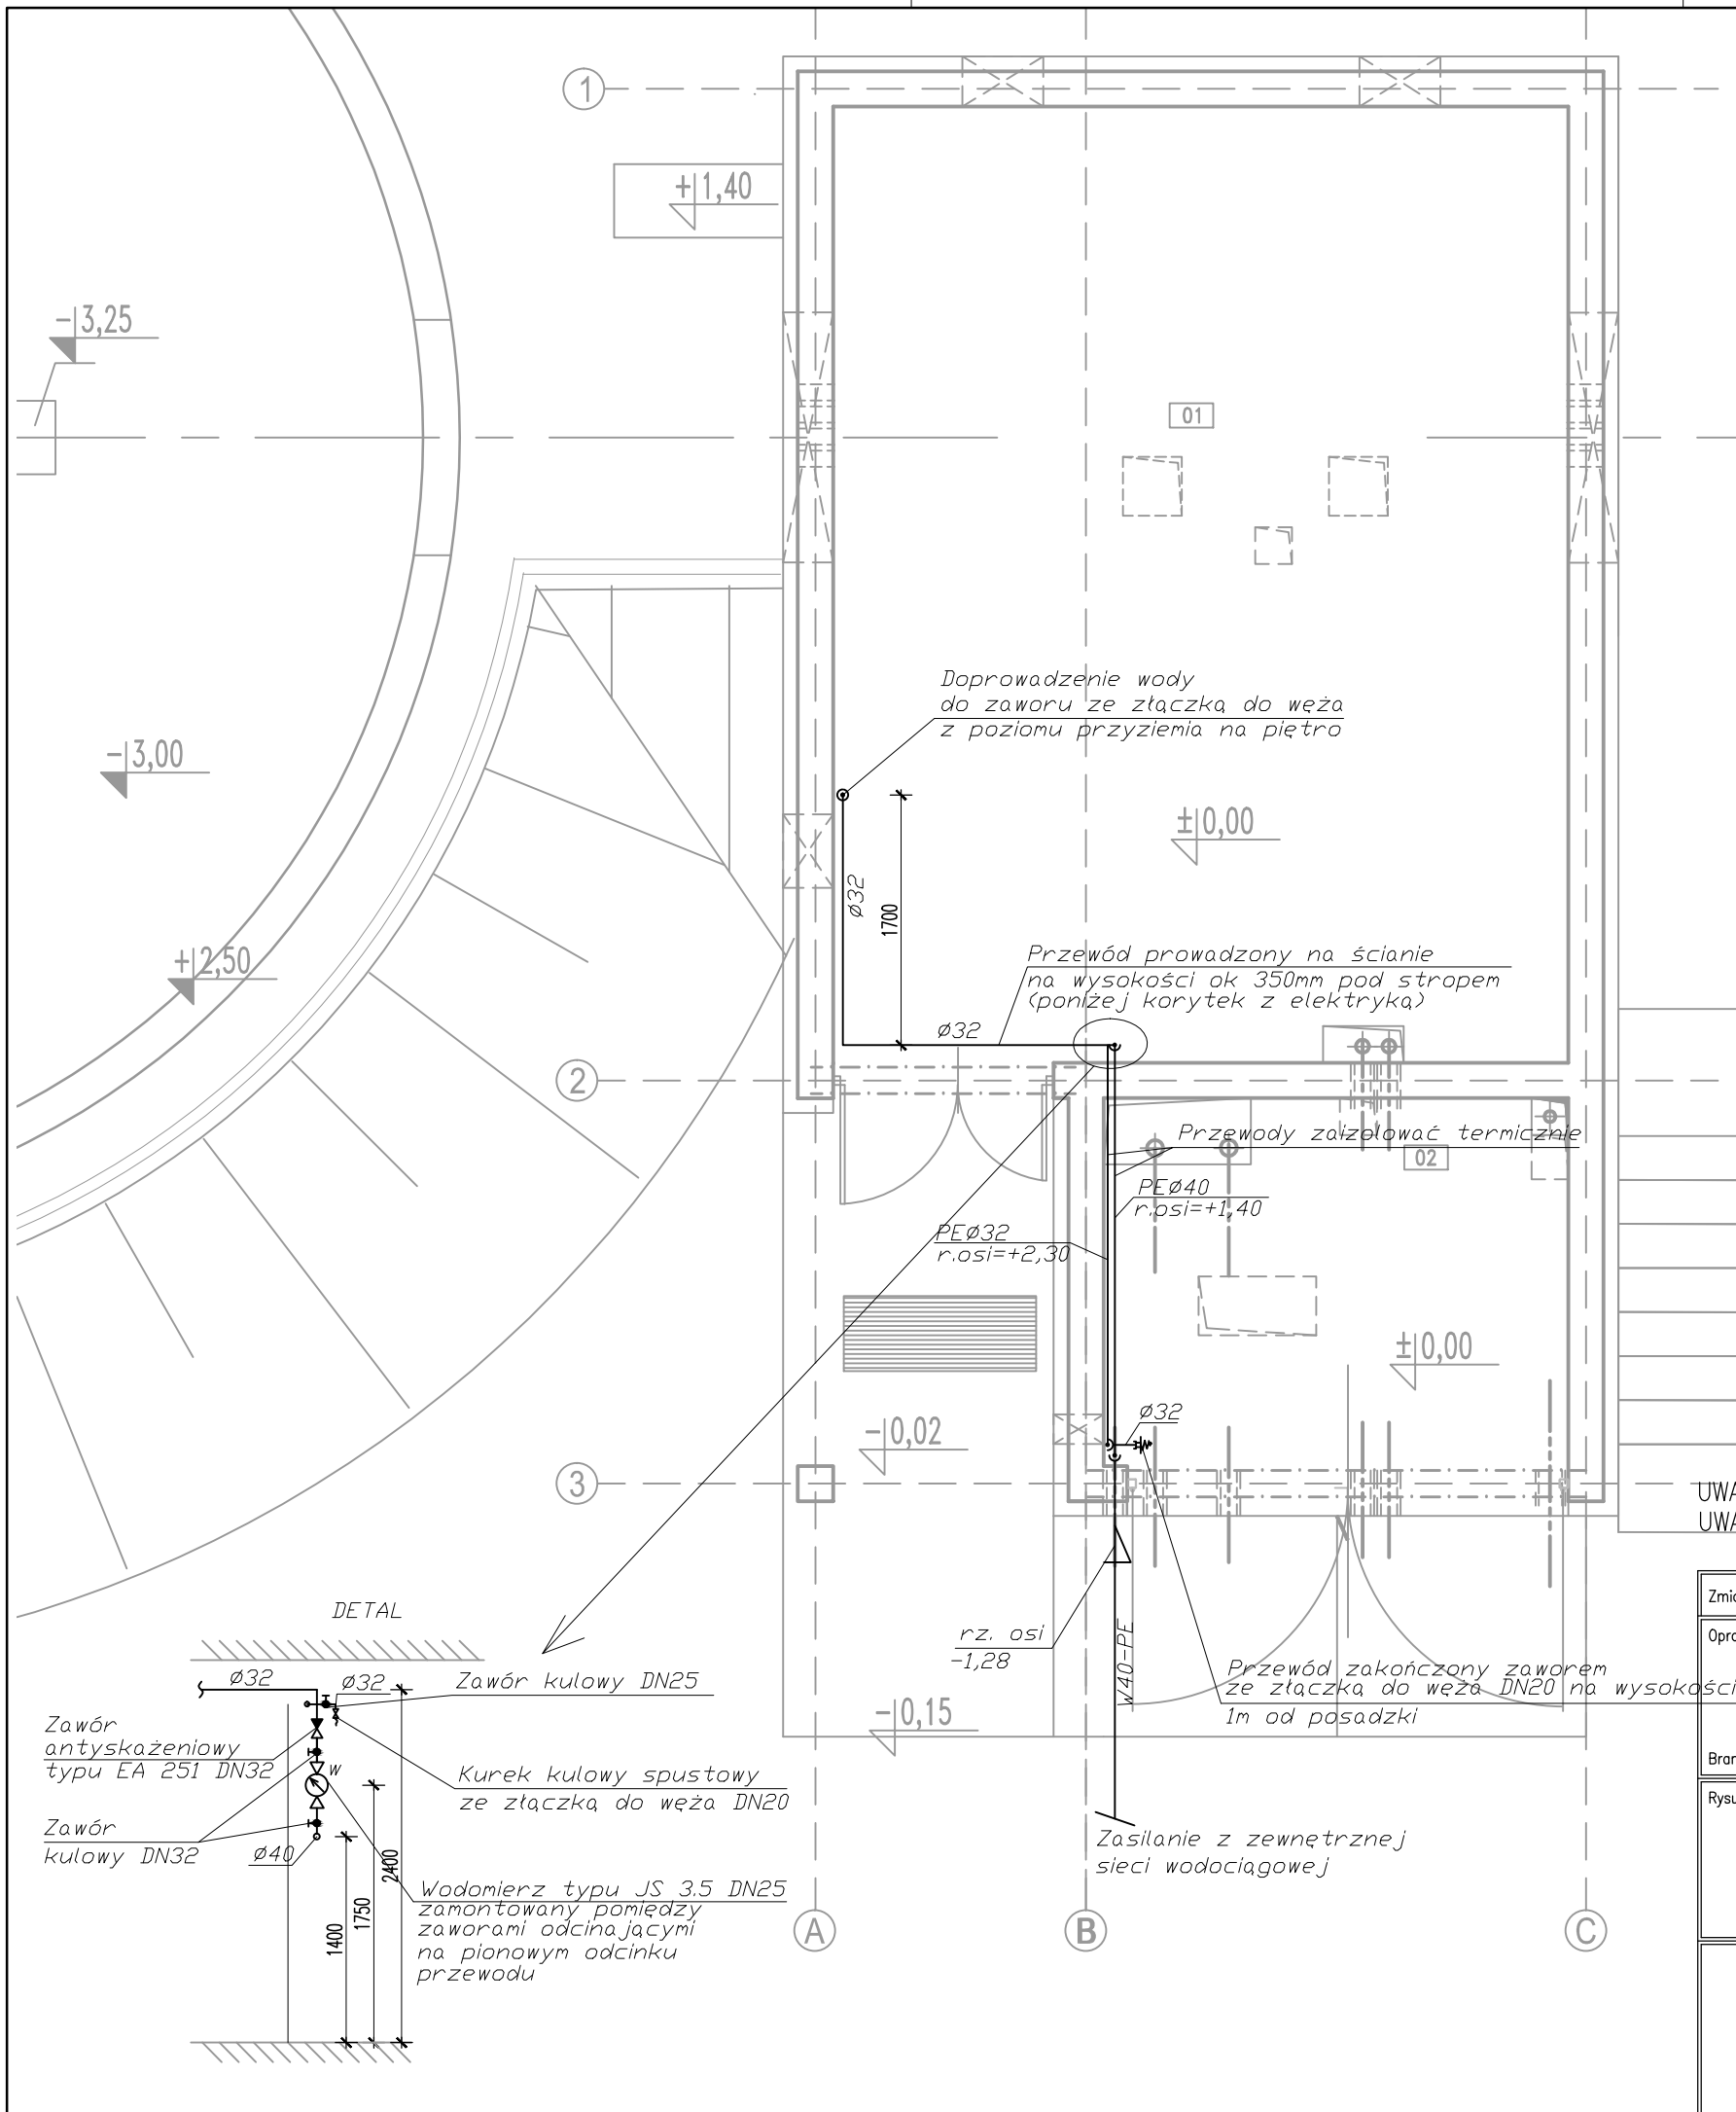 1
+1,40
-3,25
01
Doprowadzenie wody
do zaworu ze złączką do węża
z poziomu przyziemia na piętro
-3,00
±0,00
ø32
1700
+2,50
Przewód prowadzony na ścianie
na wysokości ok 350mm pod stropem
(poniżej korytek z elektryką)
ø32
2
Przewody zaizolować termicznie
02
PEø40
r.osi=+1,40
PEø32
r.osi=+2,30
±0,00
ø32
-0,02
3
UWA
UWA
DETAL
rz. osi
-1,28
W40-PE
Przewód zakończony zaworem
ze złączką do węża DN20 na wysokości
1m od posadzki
-0,15
ø32
ø32
Zawór kulowy DN25
Zawór
antyskażeniowy
typu EA 251 DN32
W
Kurek kulowy spustowy
ze złączką do węża DN20
Zawór
kulowy DN32
ø40
1400
1750
2400
Wodomierz typu JS 3.5 DN25
zamontowany pomiędzy
zaworami odcinającymi
na pionowym odcinku
przewodu
Zasilanie z zewnętrznej
sieci wodociągowej
A
B
C
Zmia
Opra
Bran
Rysu